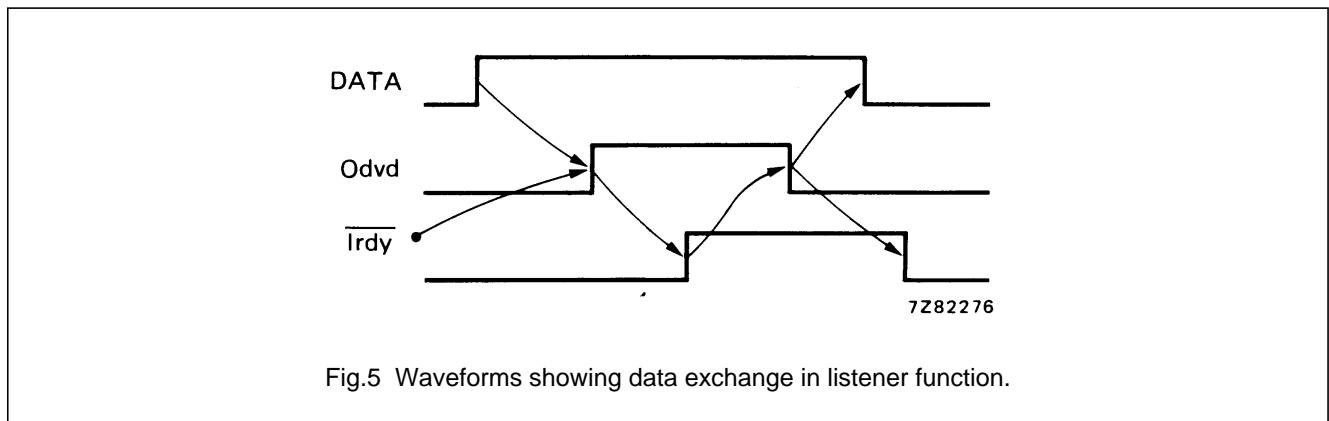 DATA
Odvd
Irdy
7Z82276
Fig.5 Waveforms showing data exchange in listener function.